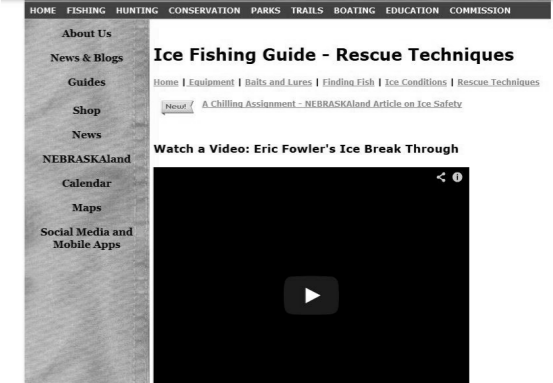 HOME FISHING HUNTING CONSERVATION PARKS TRAILS BOATING EDUCATION COMMISSION
About Us
News & Blogs
Guides
Shop
News
NEBRASKAland
Calendar
Maps
Social Media and
Mobile Apps
Ice Fishing Guide - Rescue Techniques
Home | Equipment | Baits and Lures | Finding Fish | Ice Conditions | Rescue Techniques
New! A Chilling Assignment - NEBRASKAland Article on Ice Safety
Watch a Video: Eric Fowler's Ice Break Through